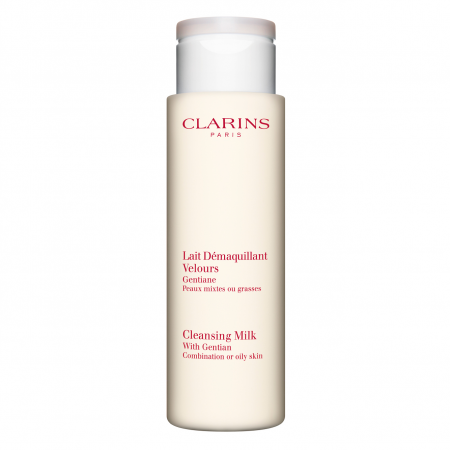 CLARINS
PARIS
Lait Démaquillant
Velours
Gentiane
Peaux mixtes ou grasses
Cleansing Milk
With Gentian
Combination or oily skin